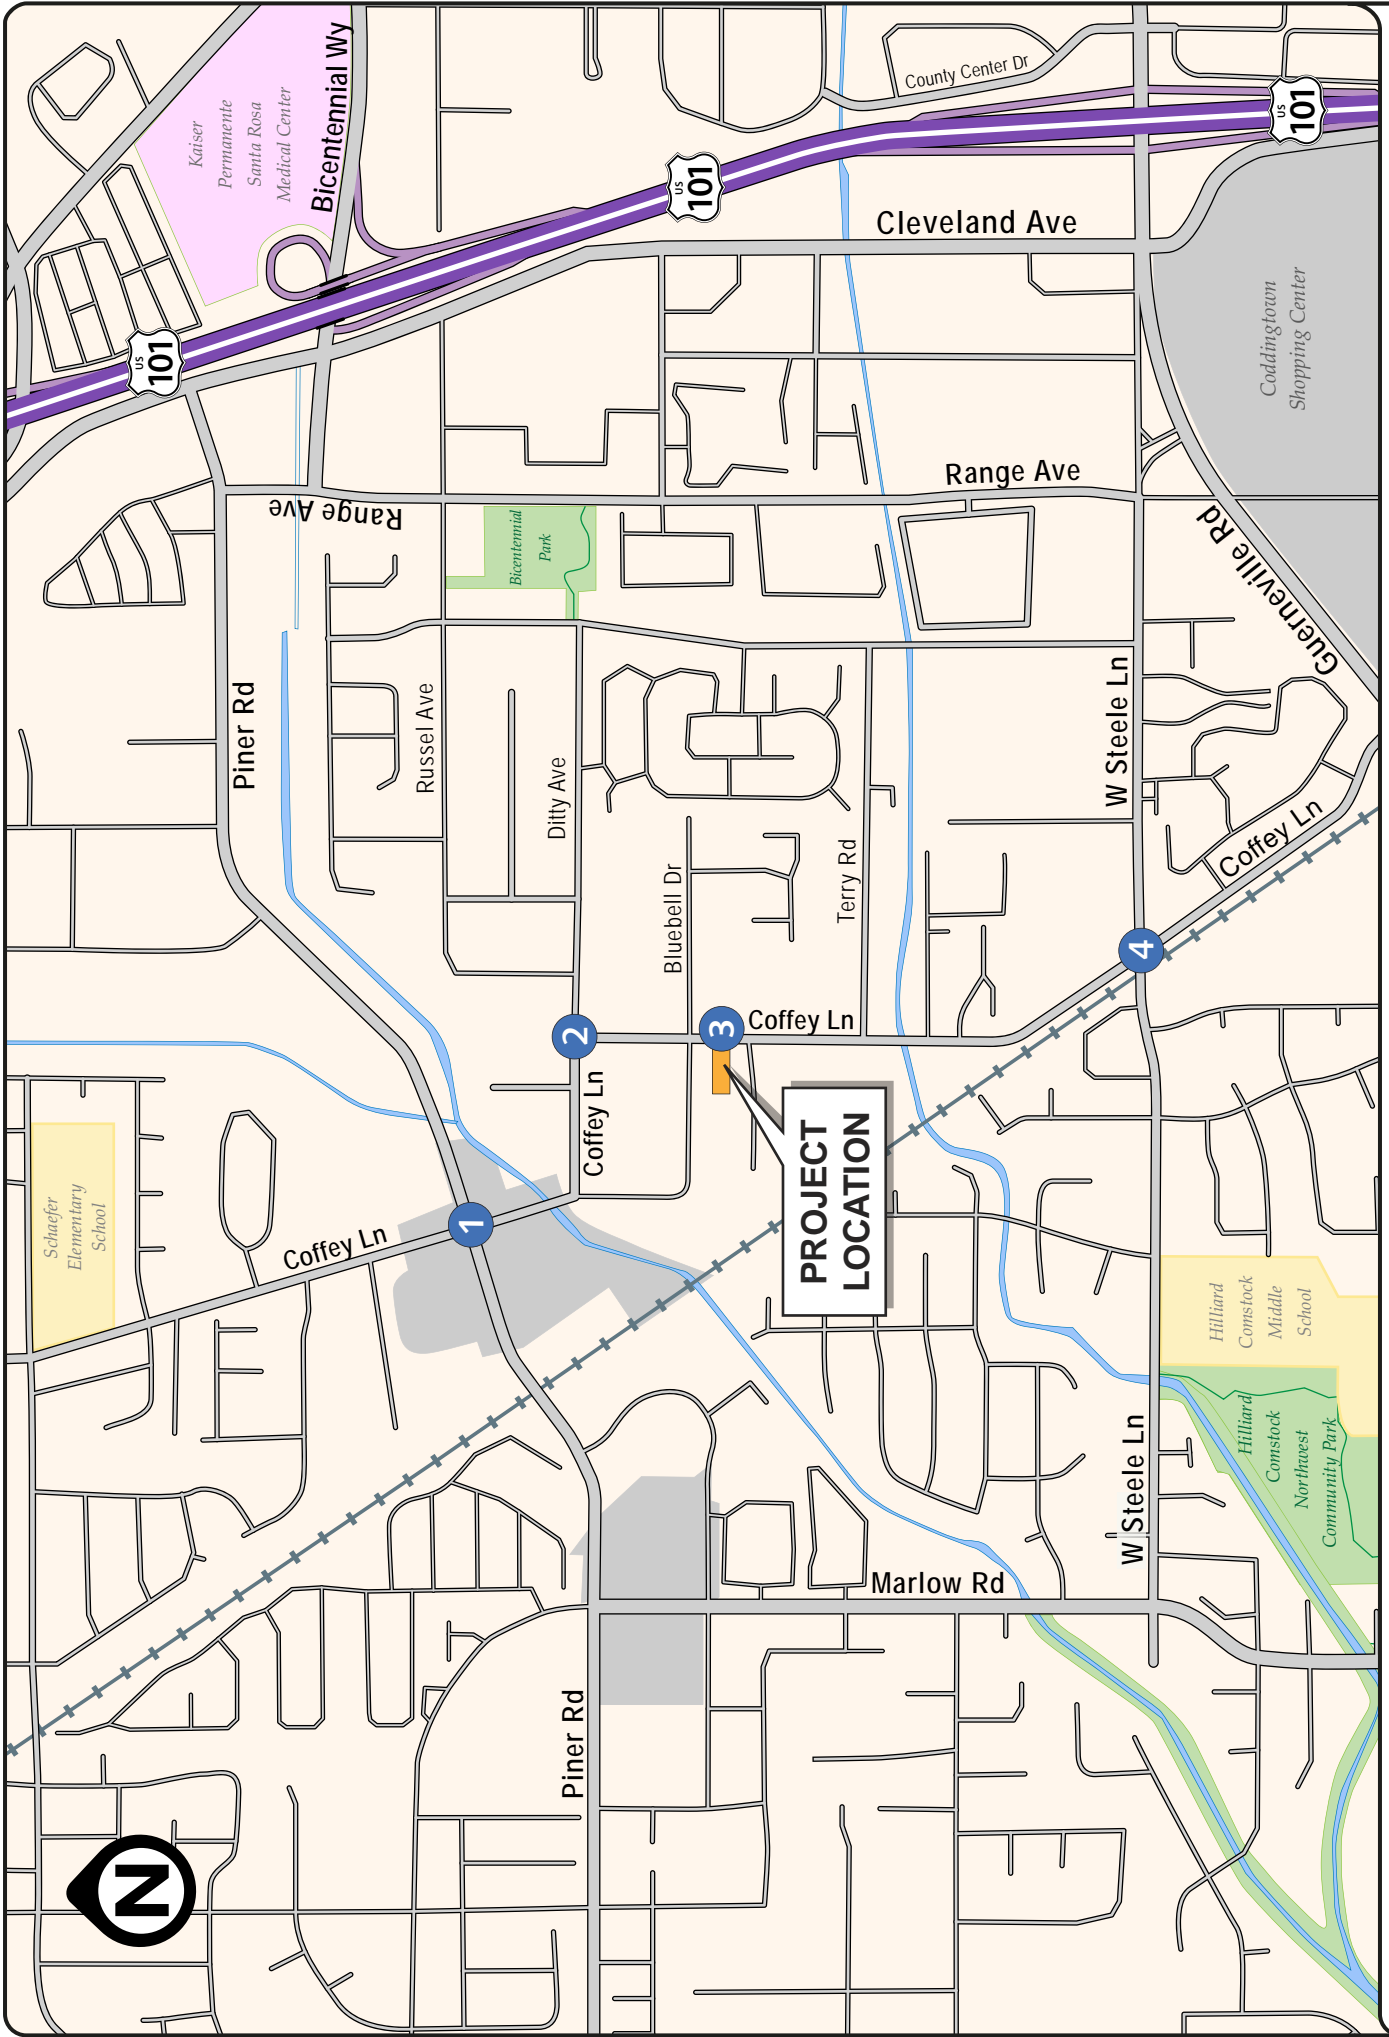 Kaiser
Permanente
Santa Rosa
Medical Center
Bicentennial Wy
County Center Dr
US
101
US
101
US
101
Cleveland Ave
Coddingtown
Shopping Center
Range Ave
Range Ave
Guerneville Rd
Bicentennial
Park
Piner Rd
Russel Ave
Ditty Ave
Bluebell Dr
Terry Rd
W Steele Ln
Coffey Ln
4
2
3
Coffey Ln
Coffey Ln
1
Coffey Ln
Schaefer
Elementary
School
PROJECT
LOCATION
Hilliard
Comstock
Middle
School
Hilliard
Comstock
Northwest
Community Park
W Steele Ln
Marlow Rd
Piner Rd
N